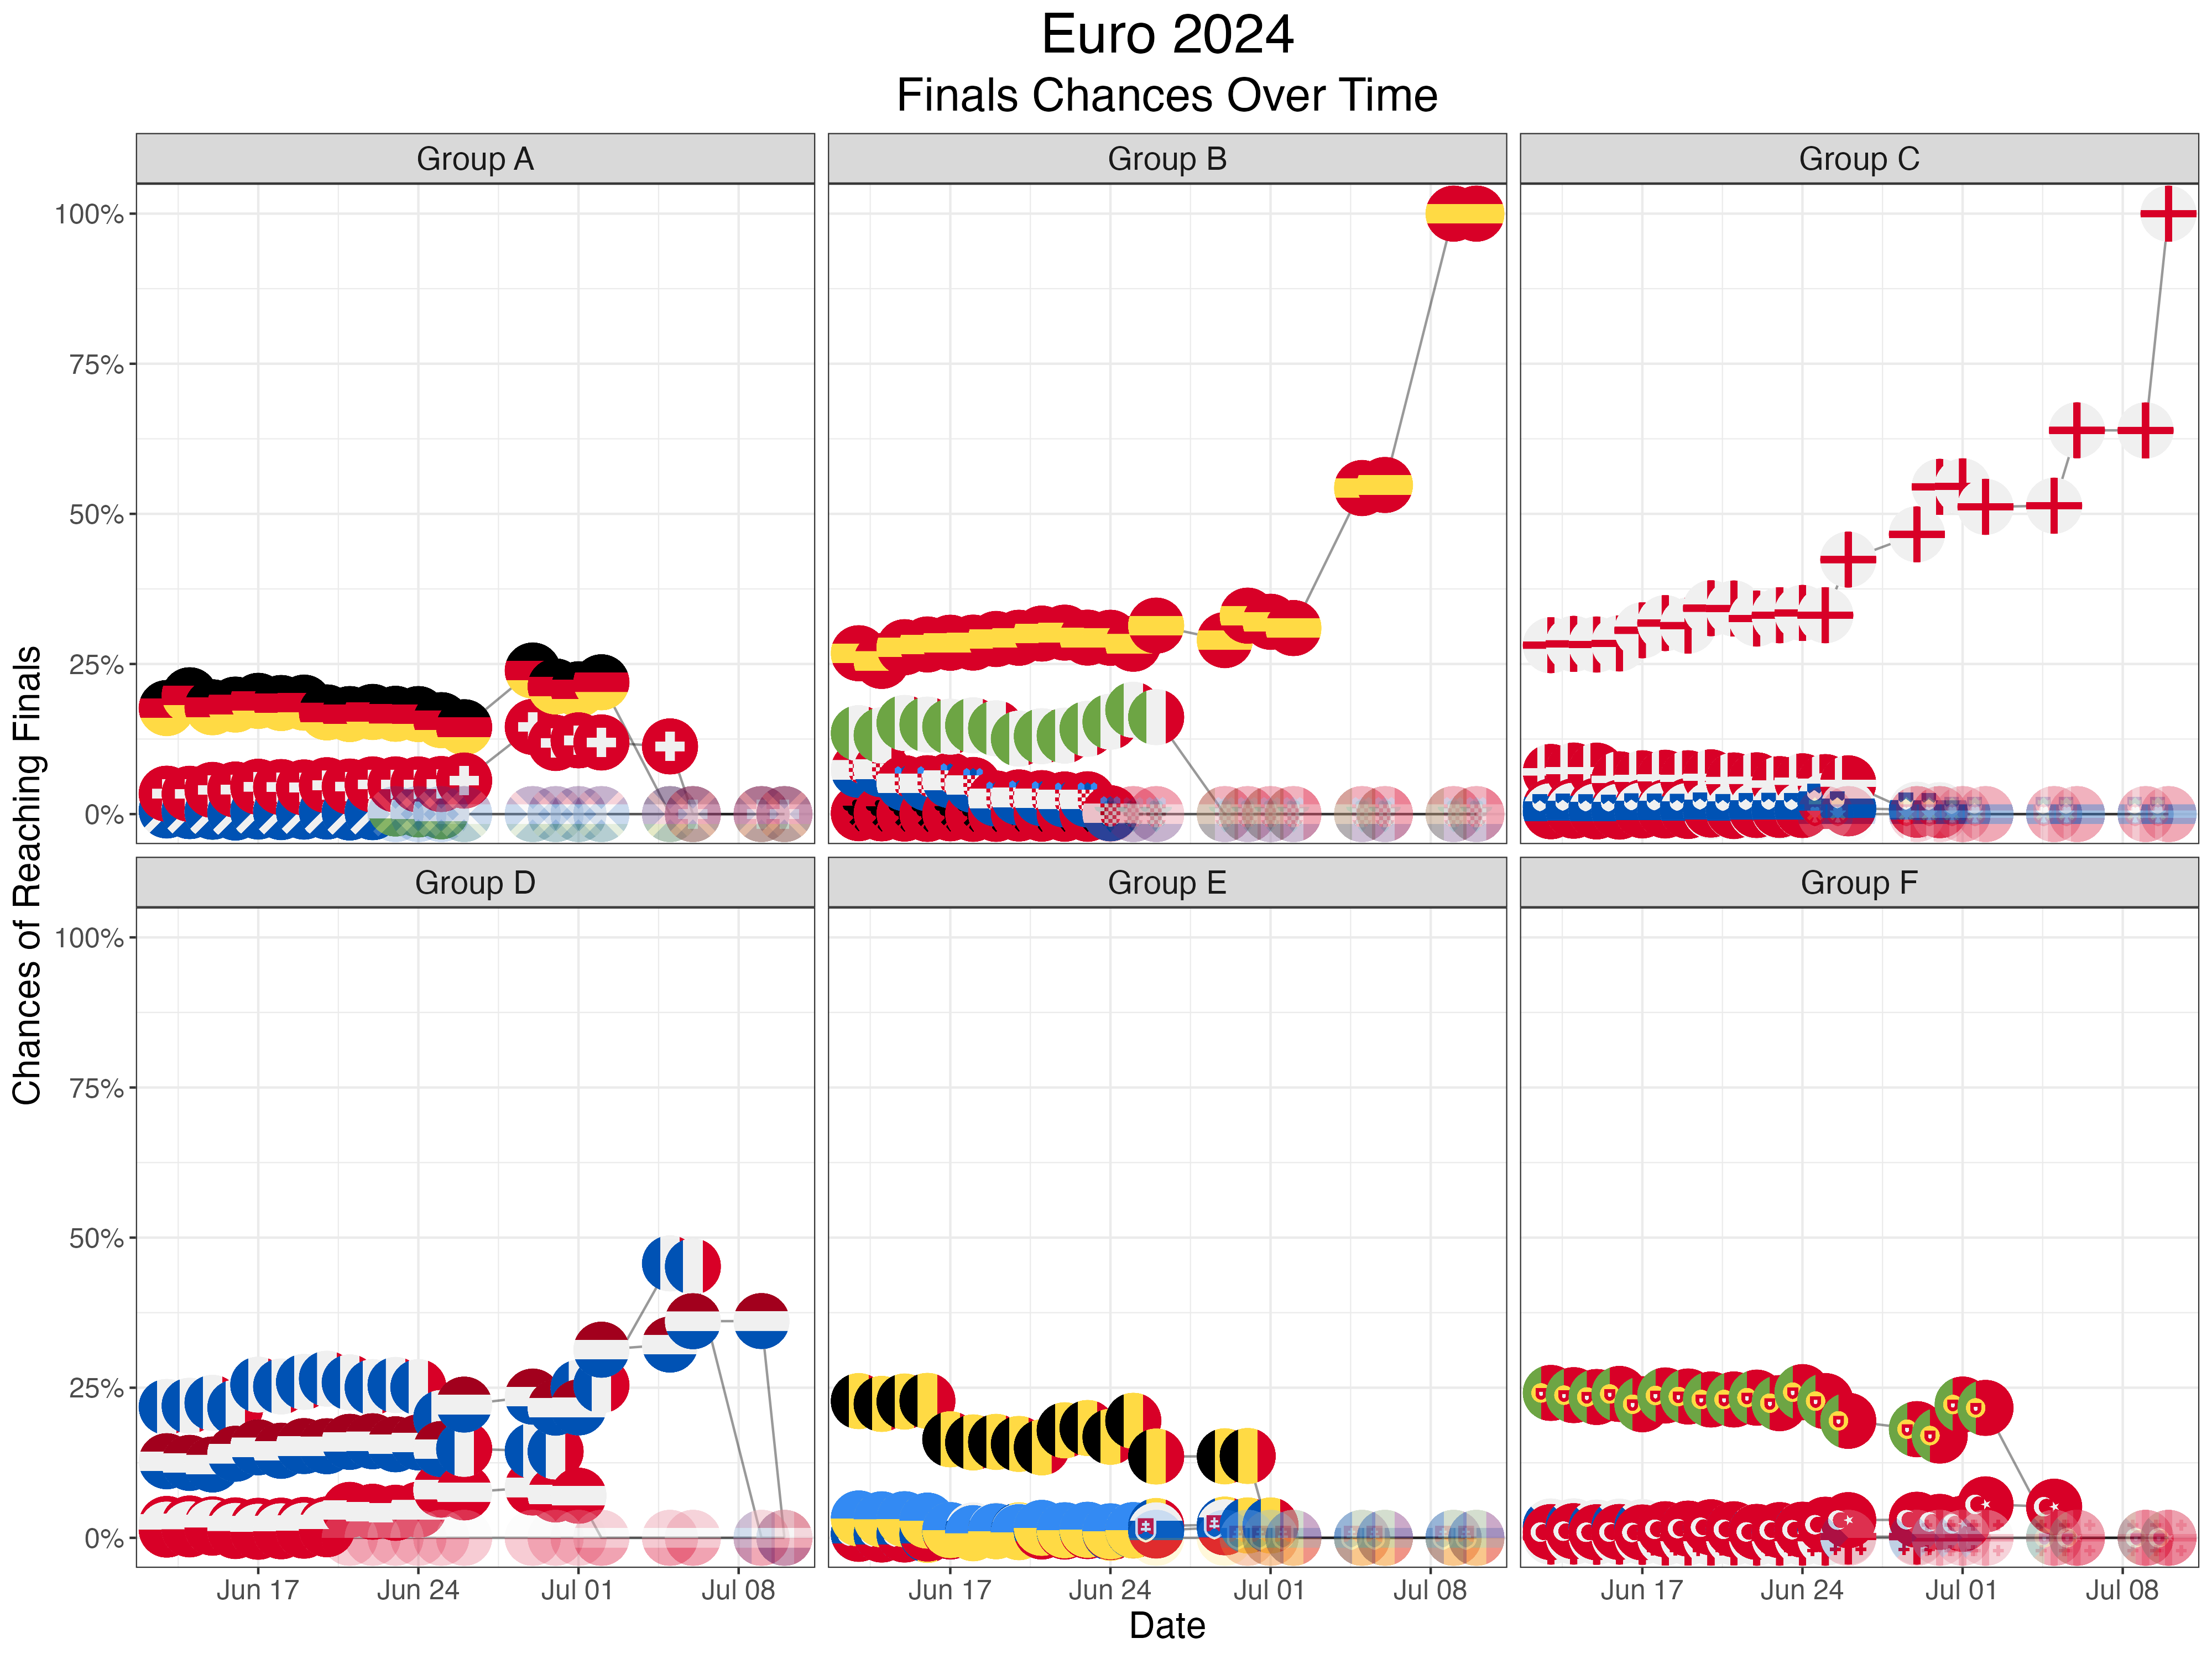 Euro 2024
Finals Chances Over Time
Group A
Group B
Group C
100%
75%
50%
25%
0%
Chances of Reaching Finals
Group D
Group E
Group F
100%
75%
50%
25%
0%
Jun 17 Jun 24 Jul 01 Jul 08
Jun 17 Jun 24 Jul 01 Jul 08
Jun 17 Jun 24 Jul 01 Jul 08
Date